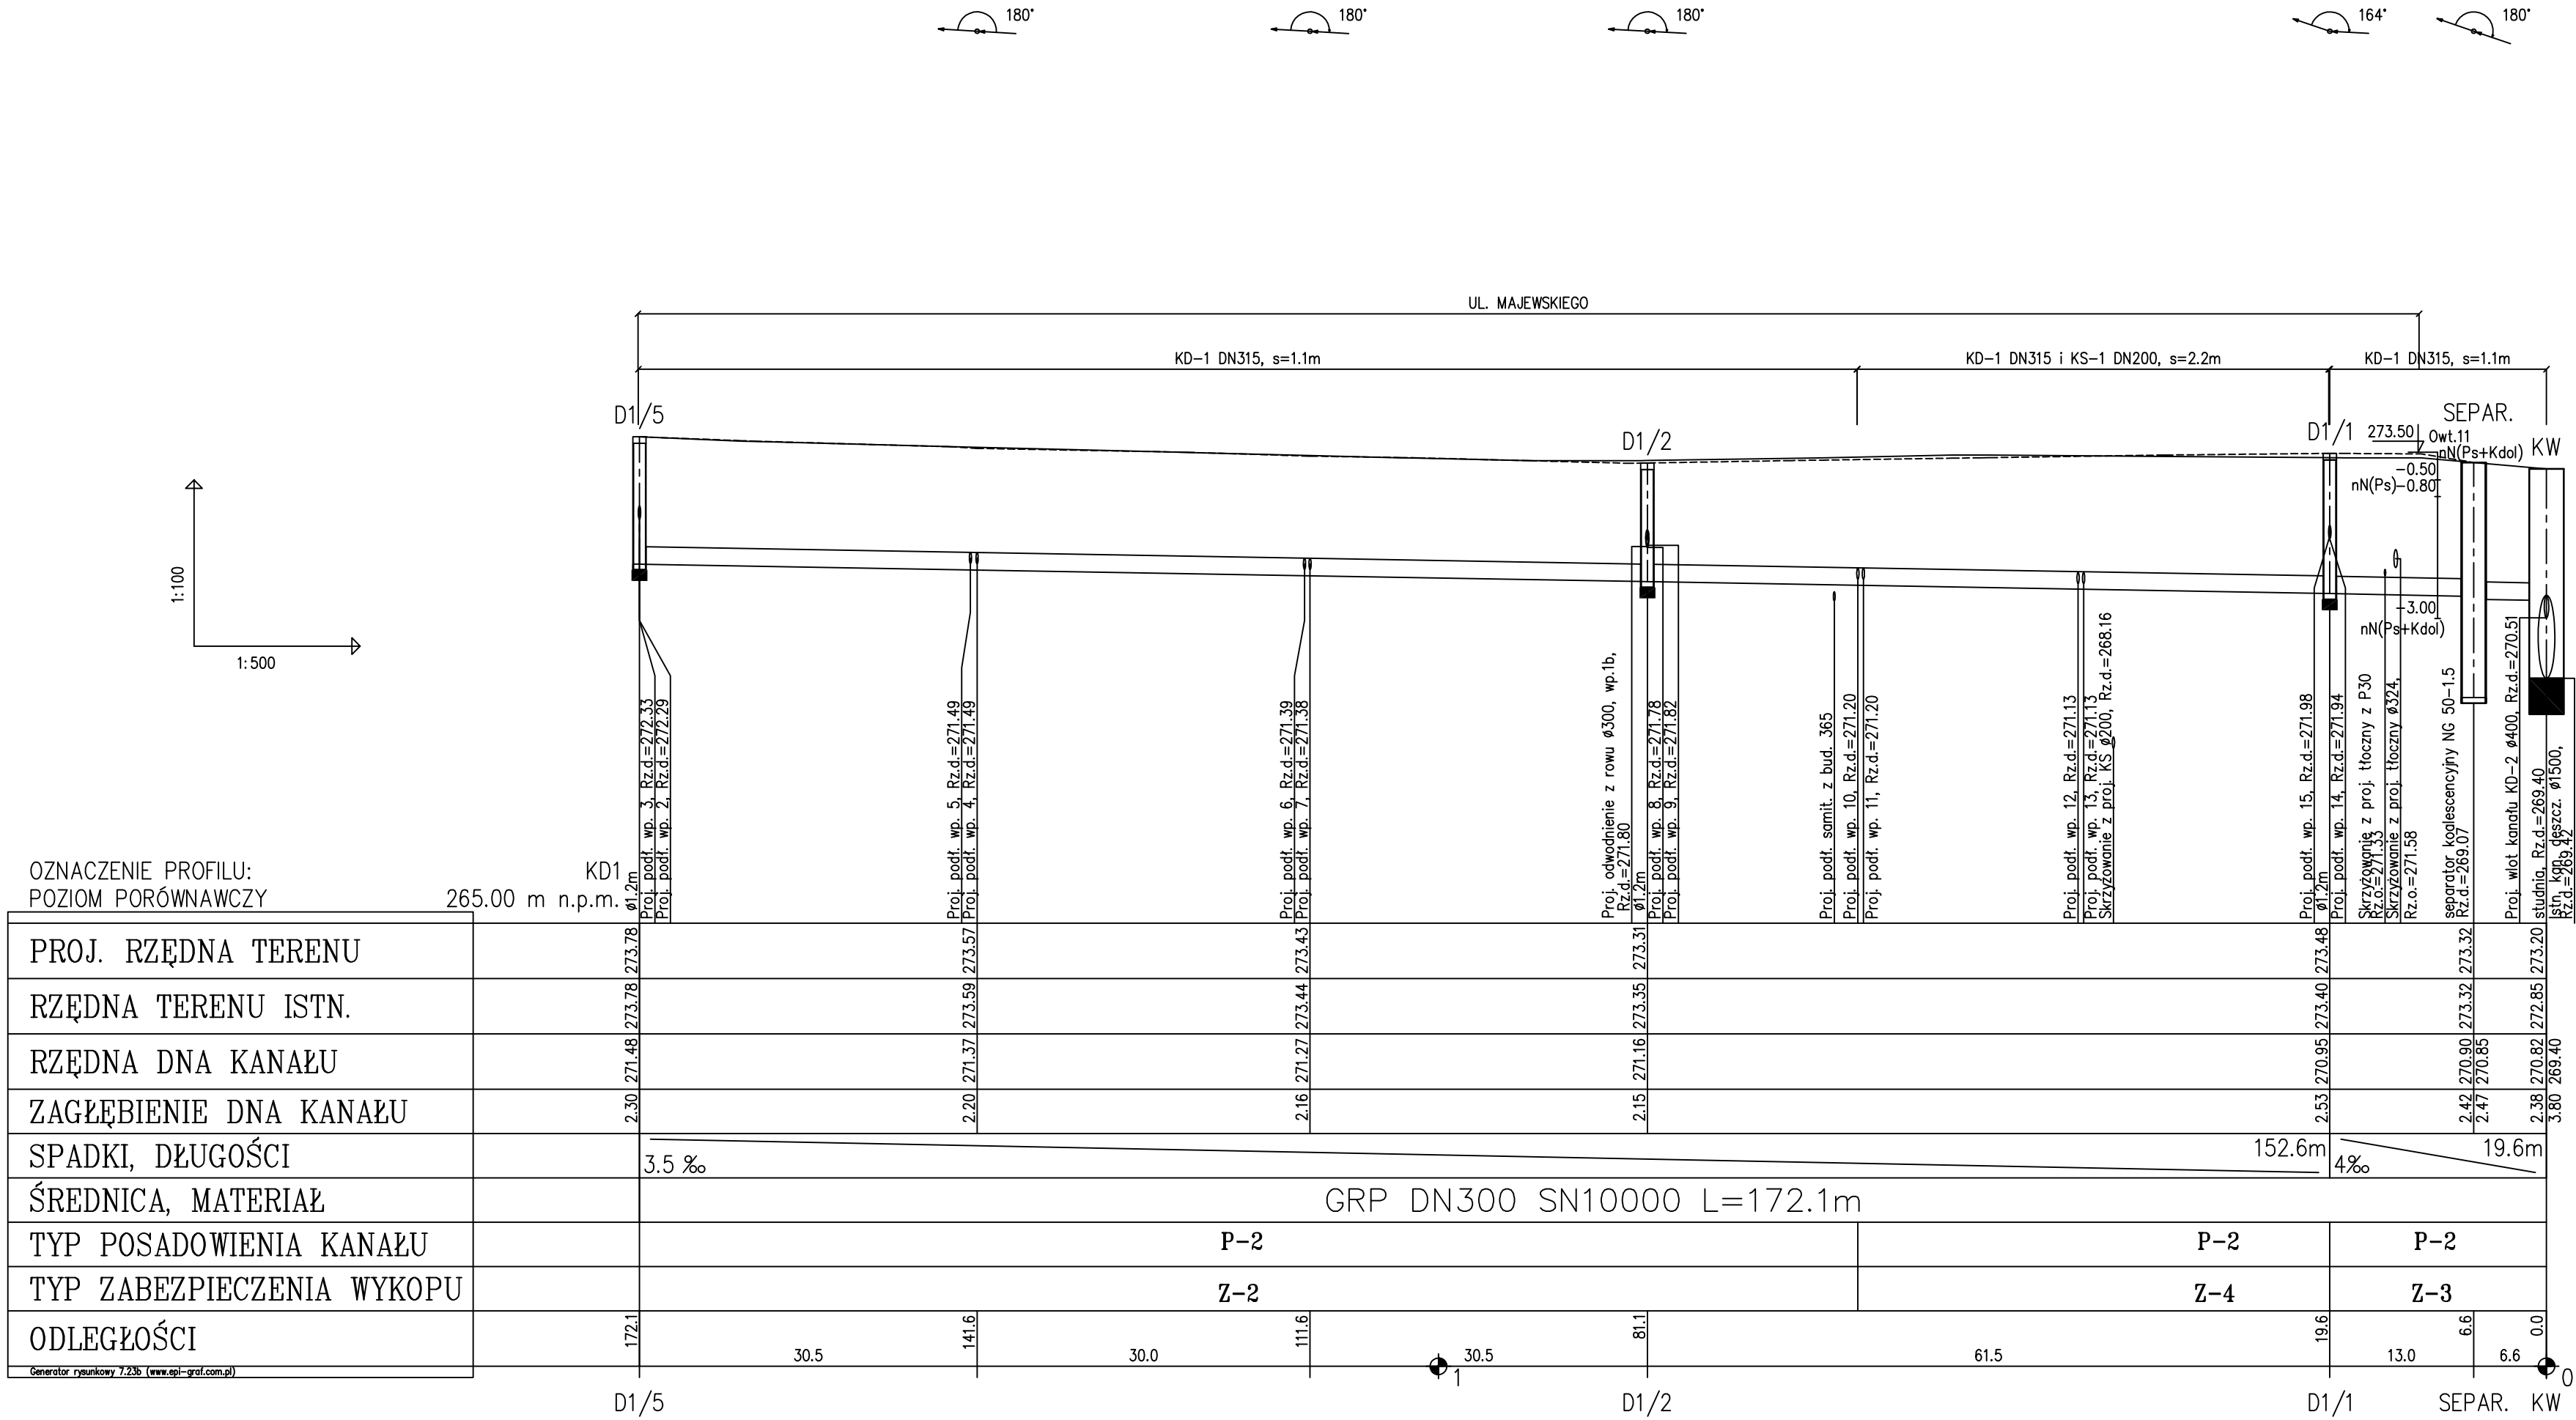 180°
180°
180°
164°
180°
UL. MAJEWSKIEGO
KD-1 DN315, s=1.1m
KD-1 DN315 i KS-1 DN200, s=2.2m
KD-1 DN315, s=1.1m
D1/5
D1/2
D1/1
SEPAR.
KW
273.50
Owt.11
nN(Ps+Kdol)
-0.50
nN(Ps)
-0.80
-3.00
nN(Ps+Kdol)
1:100
1:500
ø1.2m
Proj. podł. wp. 3, Rz.d.=272.33
Proj. podł. wp. 2, Rz.d.=272.29
Proj. podł. wp. 5, Rz.d.=271.49
Proj. podł. wp. 4, Rz.d.=271.49
Proj. podł. wp. 6, Rz.d.=271.39
Proj. podł. wp. 7, Rz.d.=271.38
Proj. odwodnienie z rowu ø300, wp.1b,
Rz.d.=271.80
ø1.2m
Proj. podł. wp. 8, Rz.d.=271.78
Proj. podł. wp. 9, Rz.d.=271.82
Proj. podł. samit. z bud. 365
Proj. podł. wp. 10, Rz.d.=271.20
Proj. podł. wp. 11, Rz.d.=271.20
Proj. podł. wp. 12, Rz.d.=271.13
Proj. podł. wp. 13, Rz.d.=271.13
Skrzyżowanie z proj. KS ø200, Rz.d.=268.16
Proj. podł. wp. 15, Rz.d.=271.98
ø1.2m
Proj. podł. wp. 14, Rz.d.=271.94
Skrzyżowanie z proj. tłoczny z P30
Rz.o.=271.33
Skrzyżowanie z proj. tłoczny ø324,
Rz.o.=271.58
separator koalescencyjny NG 50-1.5
Rz.d.=269.07
Proj. wlot kanału KD-2 ø400, Rz.d.=270.51
studnia, Rz.d.=269.40
Istn. kan. deszcz. ø1500,
Rz.d.=269.42
OZNACZENIE PROFILU: KD1
POZIOM PORÓWNAWCZY 265.00 m n.p.m.
PROJ. RZĘDNA TERENU 273.78 273.57 273.43 273.31 273.48 273.32 273.20
RZĘDNA TERENU ISTN. 273.78 273.59 273.44 273.35 273.40 273.32 272.85
RZĘDNA DNA KANAŁU 271.48 271.37 271.27 271.16 270.95 270.90 270.85 270.82 269.40
ZAGŁĘBIENIE DNA KANAŁU 2.30 2.20 2.16 2.15 2.53 2.42 2.47 2.38 3.80
SPADKI, DŁUGOŚCI 3.5 ‰ 152.6m 4‰ 19.6m
ŚREDNICA, MATERIAŁ GRP DN300 SN10000 L=172.1m
TYP POSADOWIENIA KANAŁU P-2 P-2 P-2
TYP ZABEZPIECZENIA WYKOPU Z-2 Z-4 Z-3
ODLEGŁOŚCI 172.1 141.6 111.6 81.1 19.6 6.6 0.0
30.5 30.0 30.5 61.5 13.0 6.6
Generator rysunkowy 7.23b (www.epi-graf.com.pl)
1
0
D1/5 D1/2 D1/1 SEPAR. KW